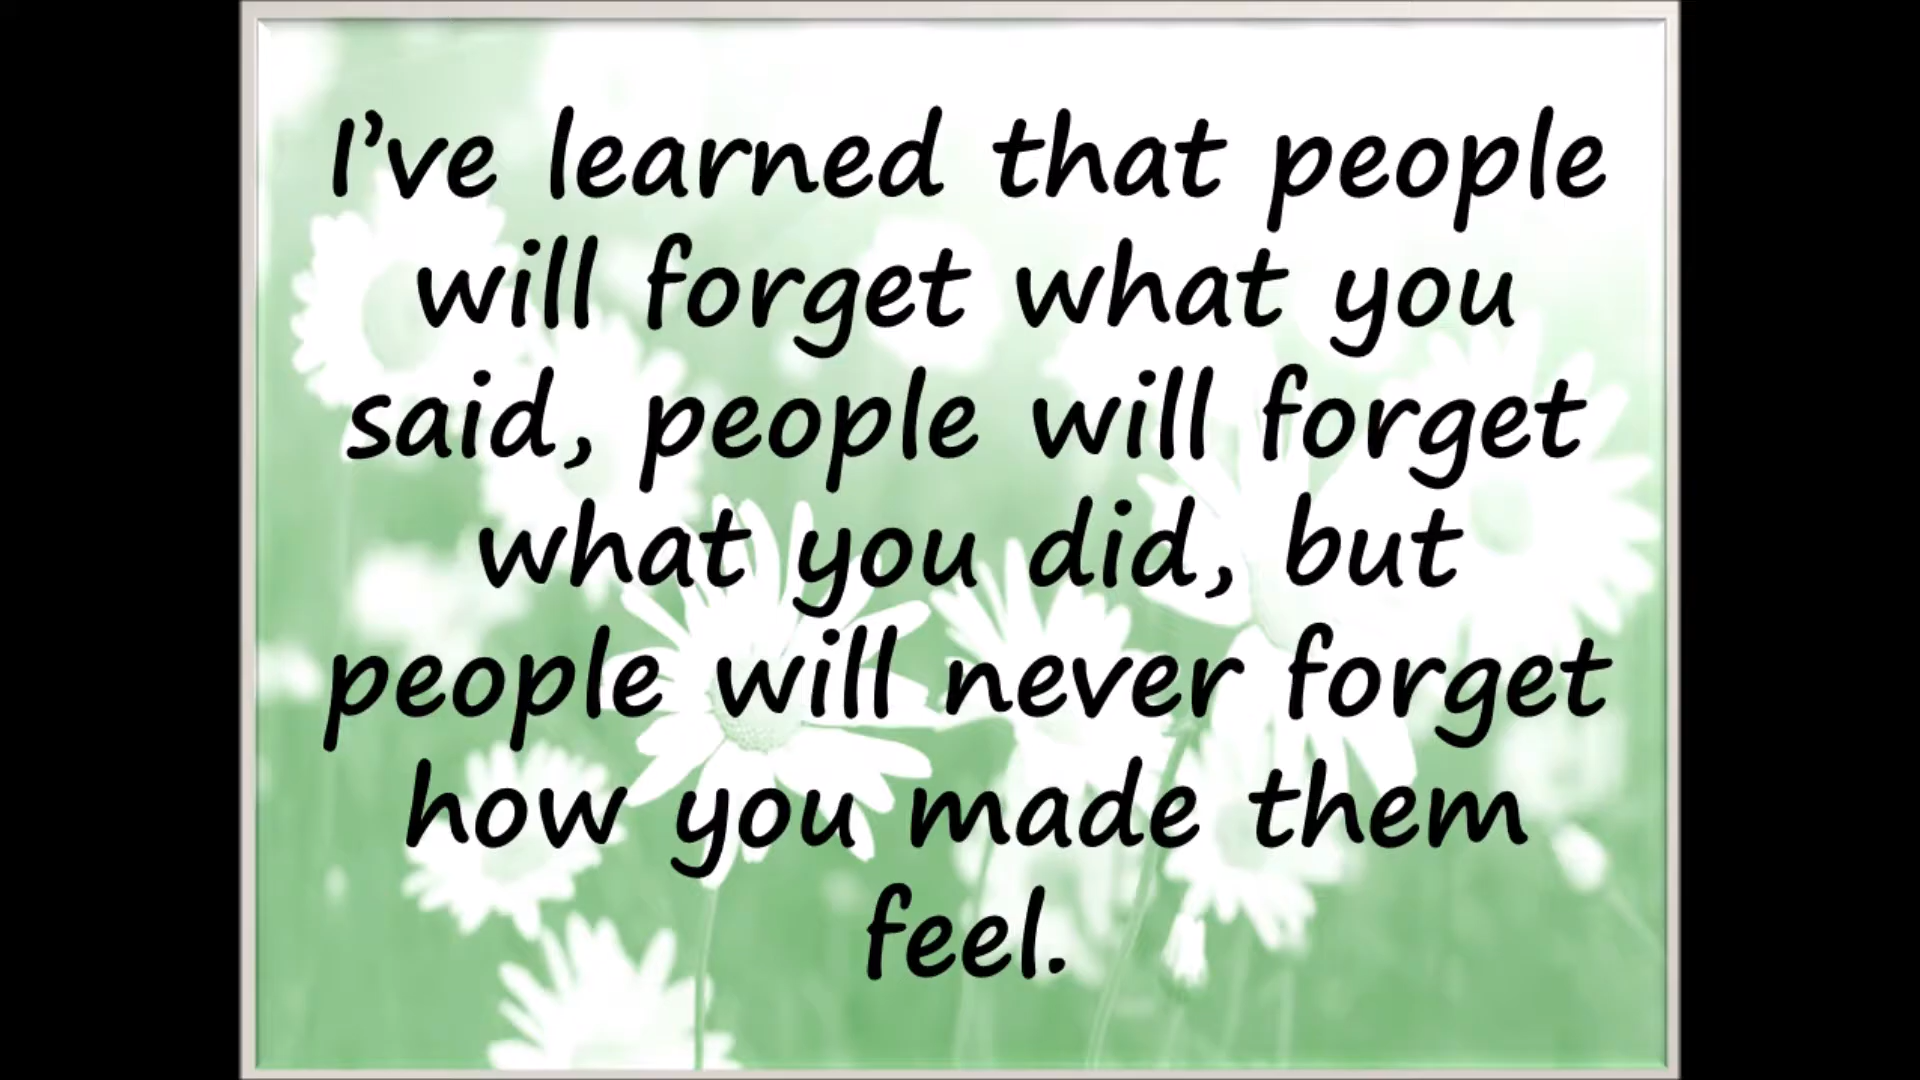 I’ve learned that people
will forget what you
said, people will forget
what you did, but
people will never forget
how you made them
feel.